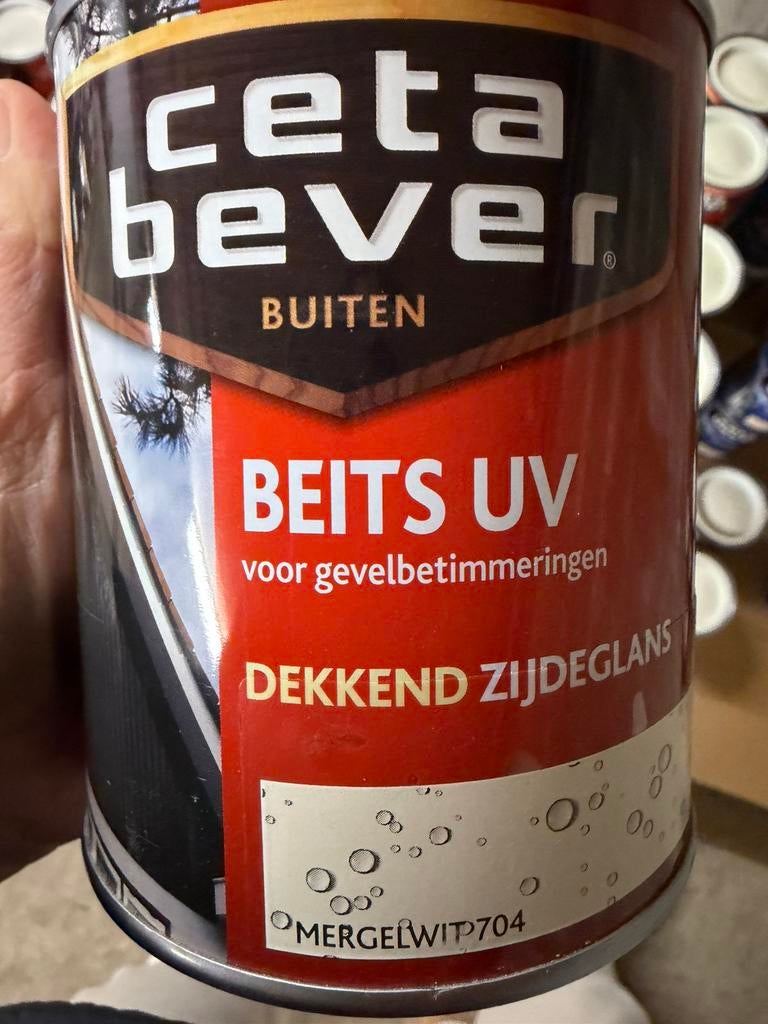 ceta
bever®
BUITEN
BEITS UV
voor gevelbetimmeringen
DEKKEND ZIJDEGLANS
MERGELWIT 704